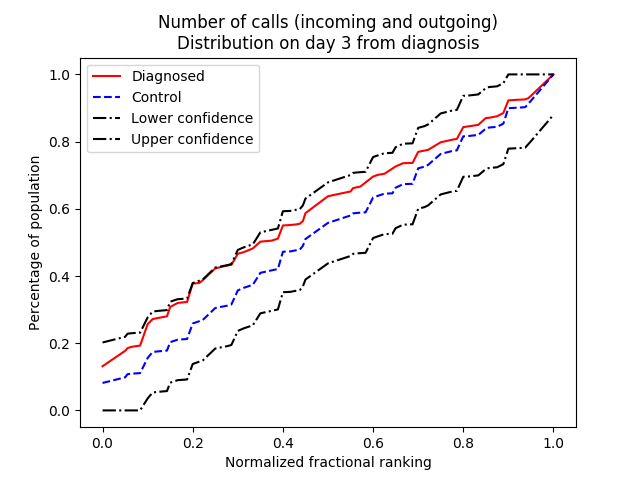 Number of calls (incoming and outgoing)
Distribution on day 3 from diagnosis
Diagnosed
Control
Lower confidence
Upper confidence
Percentage of population
1.0
0.8
0.6
0.4
0.2
0.0
0.0 0.2 0.4 0.6 0.8 1.0
Normalized fractional ranking